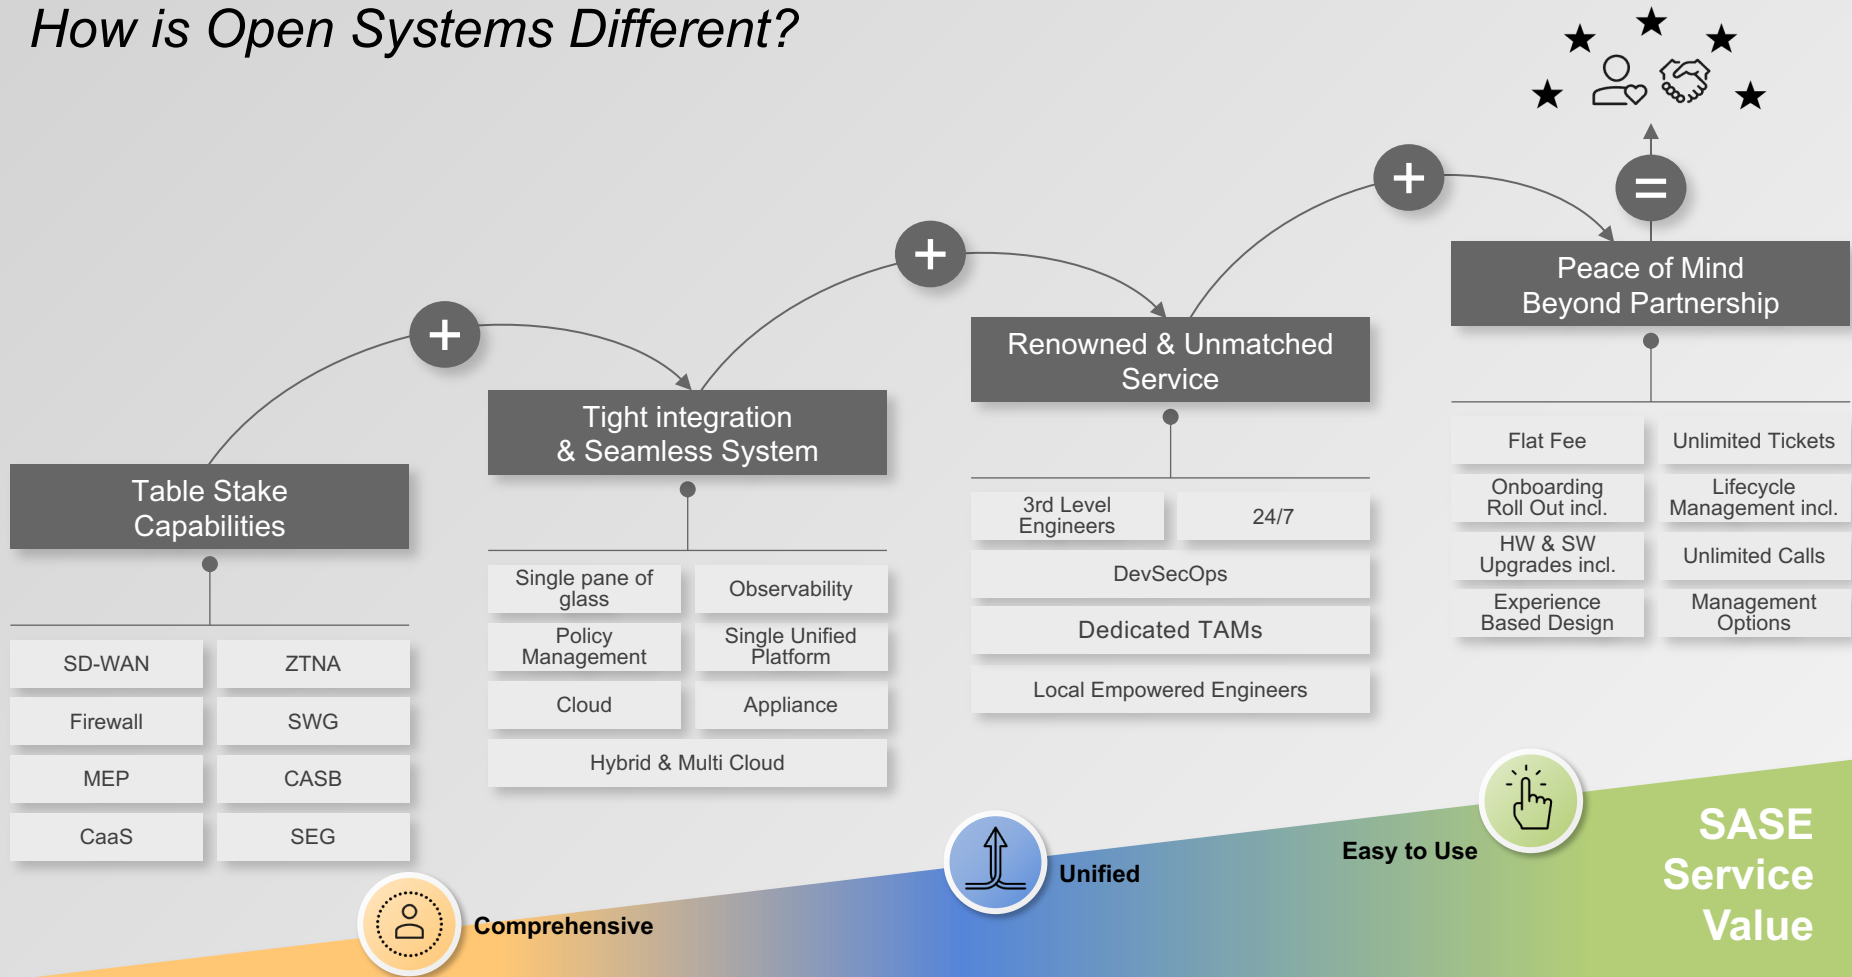 How is Open Systems Different?
+
+
+
=
Table Stake
Capabilities
SD-WAN
ZTNA
Firewall
SWG
MEP
CASB
CaaS
SEG
Tight integration
& Seamless System
Single pane of
glass
Observability
Policy
Management
Single Unified
Platform
Cloud
Appliance
Hybrid & Multi Cloud
Renowned & Unmatched
Service
3rd Level
Engineers
24/7
DevSecOps
Dedicated TAMs
Local Empowered Engineers
Peace of Mind
Beyond Partnership
Flat Fee
Unlimited Tickets
Onboarding
Roll Out incl.
Lifecycle
Management incl.
HW & SW
Upgrades incl.
Unlimited Calls
Experience
Based Design
Management
Options
Comprehensive
Unified
Easy to Use
SASE
Service
Value